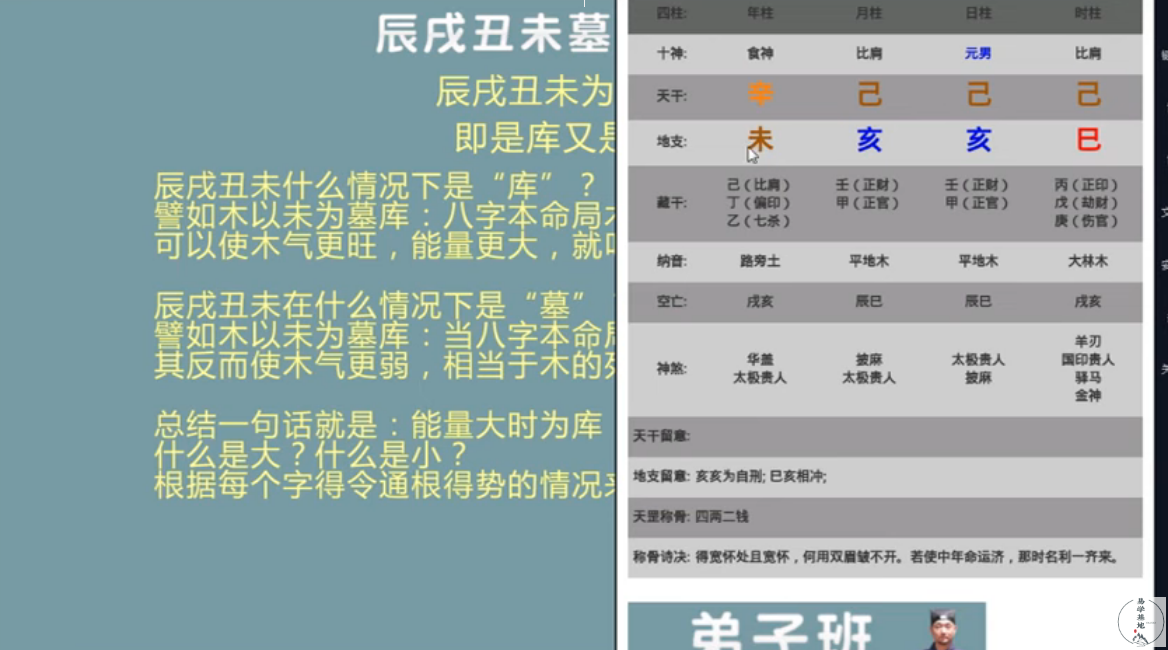 辰戌丑未墓
辰戌丑未为
即是库又是
辰戌丑未什么情况下是“库”？
譬如木以未为墓库：八字本命局木
可以使木气更旺，能量更大，就叫
辰戌丑未在什么情况下是“墓”
譬如木以未为墓库：当八字本命局
其反而使木气更弱，相当于木的死
总结一句话就是：能量大时为库
什么是大？什么是小？
根据每个字得令通根得势的情况来
四柱: 年柱 月柱 日柱 时柱
十神: 食神 比肩 元男 比肩
天干: 辛 己 己 己
地支: 未 亥 亥 巳
藏干: 己（比肩） 壬（正财） 壬（正财） 丙（正印）
丁（偏印） 甲（正官） 甲（正官） 戊（劫财）
乙（七杀） 庚（伤官）
纳音: 路旁土 平地木 平地木 大林木
空亡: 戌亥 辰巳 辰巳 戌亥
神煞: 华盖 披麻 太极贵人 羊刃
太极贵人 太极贵人 披麻 国印贵人
驿马
金神
天干留意:
地支留意: 亥亥为自刑; 巳亥相冲;
天罡称骨: 四两二钱
称骨诗决: 得宽怀处且宽怀，何用双眉皱不开。若使中年命运济，那时名利一齐来。
弟子班
易学基地